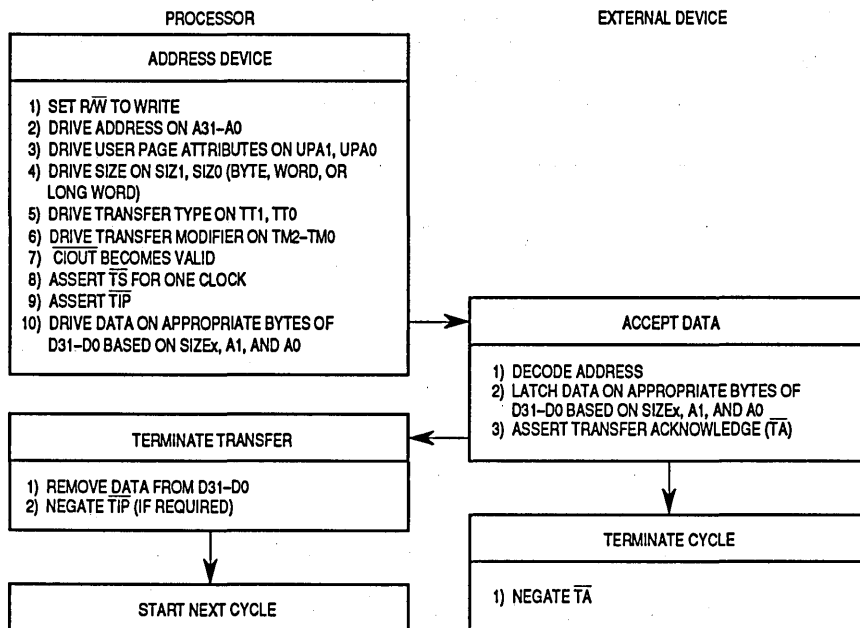 PROCESSOR
EXTERNAL DEVICE
ADDRESS DEVICE
1) SET R/W̅ TO WRITE
2) DRIVE ADDRESS ON A31–A0
3) DRIVE USER PAGE ATTRIBUTES ON UPA1, UPA0
4) DRIVE SIZE ON SIZ1, SIZ0 (BYTE, WORD, OR
LONG WORD)
5) DRIVE TRANSFER TYPE ON TT1, TT0
6) DRIVE TRANSFER MODIFIER ON TM2–TM0
7) C̅I̅O̅U̅T̅ BECOMES VALID
8) ASSERT T̅S̅ FOR ONE CLOCK
9) ASSERT T̅I̅P̅
10) DRIVE DATA ON APPROPRIATE BYTES OF
D31–D0 BASED ON SIZEx, A1, AND A0
ACCEPT DATA
1) DECODE ADDRESS
2) LATCH DATA ON APPROPRIATE BYTES OF
D31–D0 BASED ON SIZEx, A1, AND A0
3) ASSERT TRANSFER ACKNOWLEDGE (T̅A̅)
TERMINATE TRANSFER
1) REMOVE DATA FROM D31–D0
2) NEGATE T̅I̅P̅ (IF REQUIRED)
TERMINATE CYCLE
1) NEGATE T̅A̅
START NEXT CYCLE